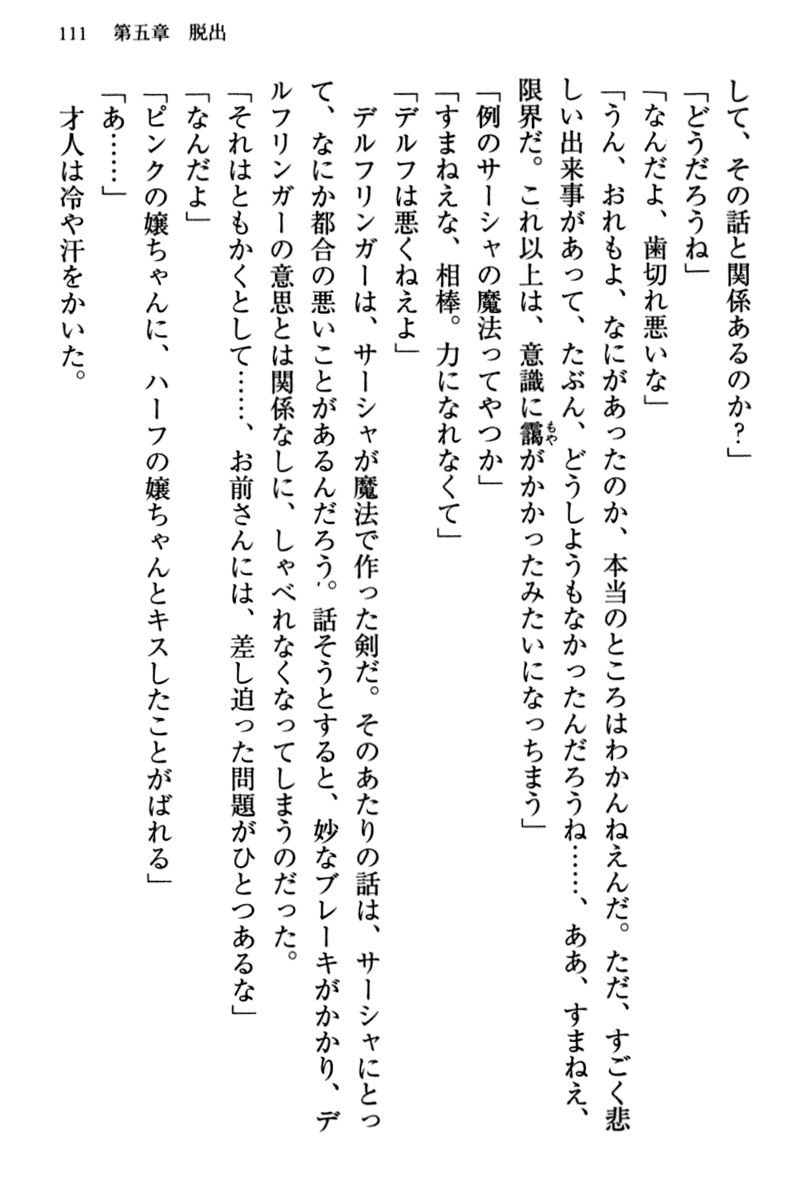 111　第五章　脱出
して、その話と関係あるのか？」
「どうだろうね」
「なんだよ、歯切れ悪いな」
「うん、おれもよ、なにがあったのか、本当のところはわかんねえんだ。ただ、すごく悲
しい出来事があって、たぶん、どうしようもなかったんだろうね……、ああ、すまねえ、
限界だ。これ以上は、意識に靄がかかったみたいになっちまう」
もや
「例のサーシャの魔法ってやつか」
「すまねえな、相棒。力になれなくて」
「デルフは悪くねえよ」
　デルフリンガーは、サーシャが魔法で作った剣だ。そのあたりの話は、サーシャにとっ
て、なにか都合の悪いことがあるんだろう。話そうとすると、妙なブレーキがかかり、デ
ルフリンガーの意思とは関係なしに、しゃべれなくなってしまうのだった。
「それはともかくとして……、お前さんには、差し迫った問題がひとつあるな」
「なんだよ」
「ピンクの嬢ちゃんに、ハーフの嬢ちゃんとキスしたことがばれる」
「あ……」
　才人は冷や汗をかいた。